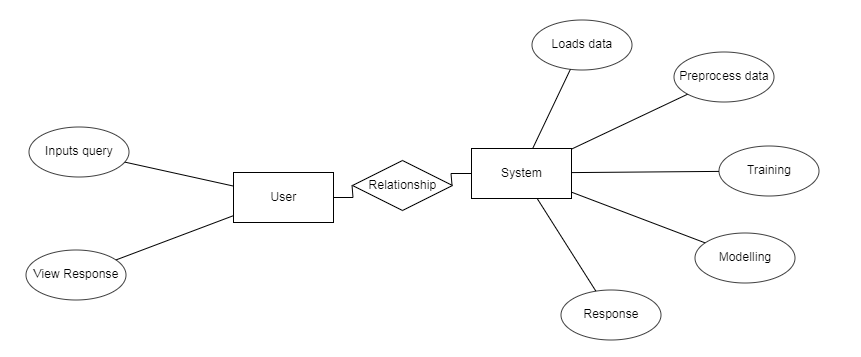 Loads data
Preprocess data
Inputs query
Training
System
Relationship
User
Modelling
View Response
Response